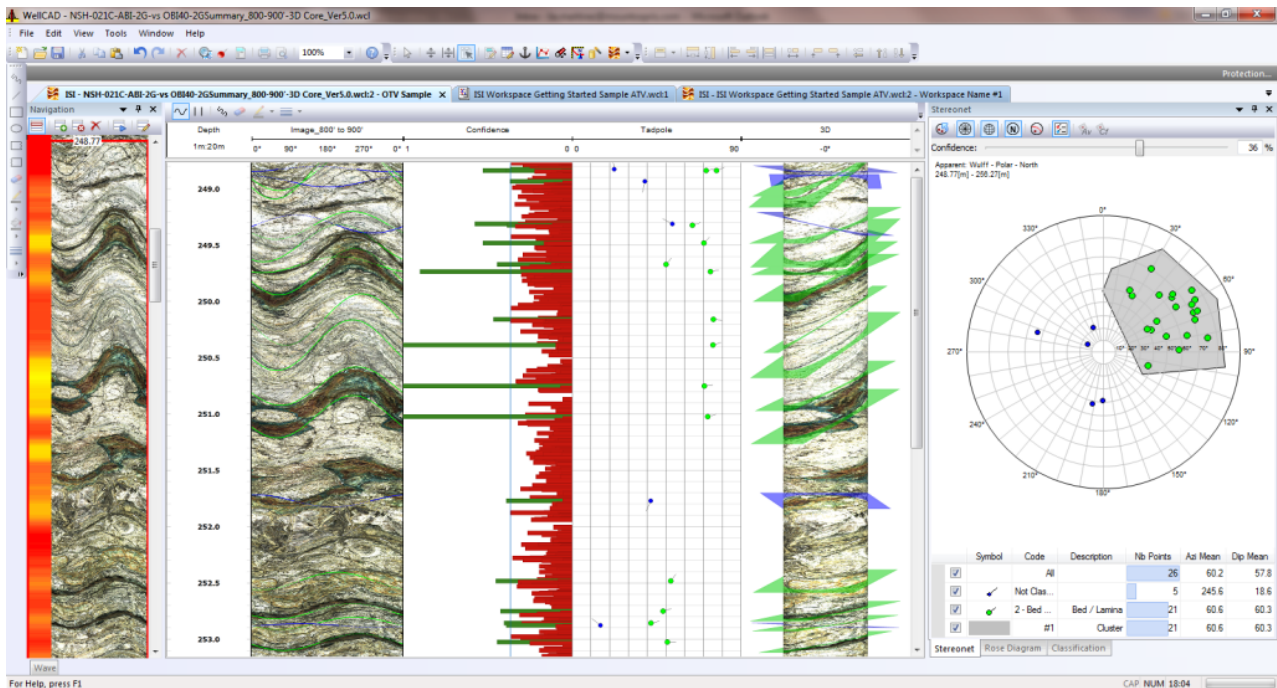 WellCAD - NSH-021C-ABI-2G-vs OBI40-2GSummary_800-900'-3D Core_Ver5.0.wcl
File Edit View Tools Window Help
100%
Protection...
ISI - NSH-021C-ABI-2G-vs OBI40-2GSummary_800-900'-3D Core_Ver5.0.wcl:2 - OTV Sample x ISI Workspace Getting Started Sample ATV.wcl:1 ISI - ISI Workspace Getting Started Sample ATV.wcl:2 - Workspace Name #1
Navigation
248.77
Depth Image_800' to 900' Confidence Tadpole 3D
1m:20m 0° 90° 180° 270° 0° 1 0 0 90 -0°
249.0
249.5
250.0
250.5
251.0
251.5
252.0
252.5
253.0
Stereonet
Confidence: 36 %
Apparent: Wulff - Polar - North
248.77[m] - 256.27[m]
0°
330° 30°
300° 60°
270° 10° 20° 30° 40° 50° 60° 70° 80° 90°
240° 120°
210° 150°
180°
Symbol Code Description Nb Points Azi Mean Dip Mean
All 26 60.2 57.8
Not Clas... 5 245.6 18.6
2 - Bed ... Bed / Lamina 21 60.6 60.3
#1 Cluster 21 60.6 60.3
Stereonet Rose Diagram Classification
Wave
For Help, press F1
CAP NUM 18:04